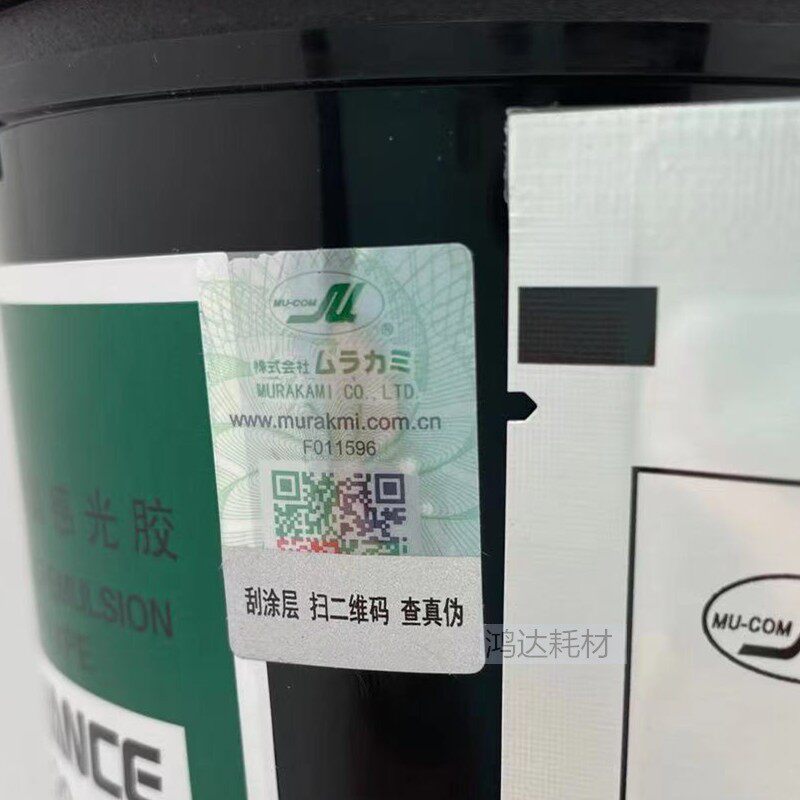 MU-COM
®
株式会社 ムラカミ
MURAKAMI CO.,LTD.
www.murakmi.com.cn
F011596
刮涂层 扫二维码 查真伪
光胶
EMULSION
鸿达耗材
MU-COM